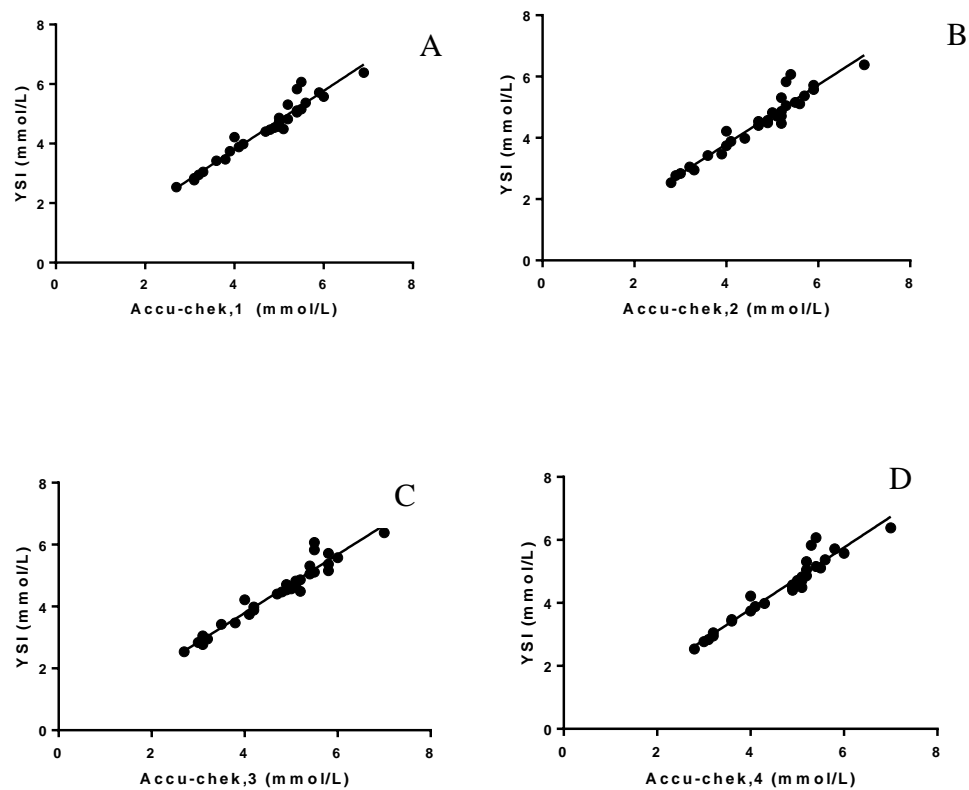 A
8
6
4
2
0
YSI (mmol/L)
0 2 4 6 8
Accu-chek,1 (mmol/L)
B
8
6
4
2
0
YSI (mmol/L)
0 2 4 6 8
Accu-chek,2 (mmol/L)
C
8
6
4
2
0
YSI (mmol/L)
0 2 4 6 8
Accu-chek,3 (mmol/L)
D
8
6
4
2
0
YSI (mmol/L)
0 2 4 6 8
Accu-chek,4 (mmol/L)